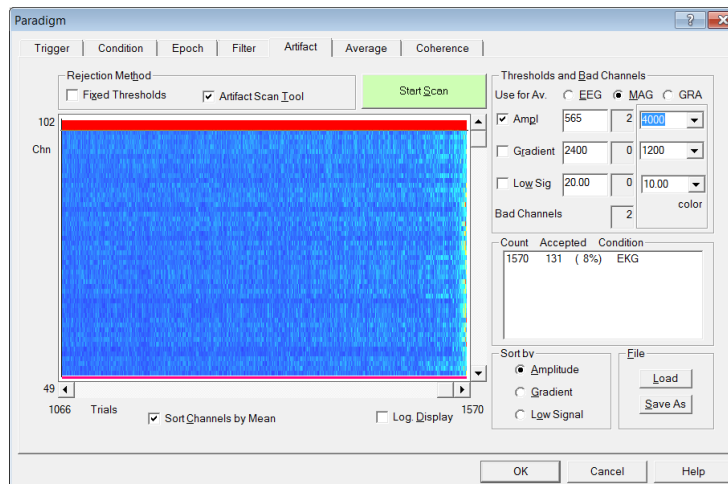 Paradigm
Trigger Condition Epoch Filter Artifact Average Coherence
Rejection Method
Fixed Thresholds Artifact Scan Tool
Start Scan
102
Chn
49
1066 Trials 1570
Sort Channels by Mean Log. Display
Thresholds and Bad Channels
Use for Av. EEG MAG GRA
Ampl 565 2 4000
Gradient 2400 0 1200
Low Sig 20.00 0 10.00
color
Bad Channels 2
Count Accepted Condition
1570 131 ( 8%) EKG
Sort by
Amplitude
Gradient
Low Signal
File
Load
Save As
OK Cancel Help